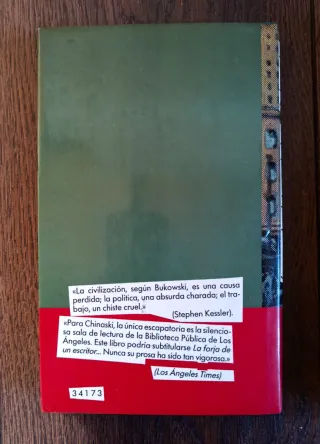 «La civilización, según Bukowski, es una causa
perdida; la política, una absurda charada; el tra-
bajo, un chiste cruel.»
(Stephen Kessler).
«Para Chinaski, la única escapatoria es la silencio-
sa sala de lectura de la Biblioteca Pública de Los
Ángeles. Este libro podría subtitularse La forja de
un escritor... Nunca su prosa ha sido tan vigorosa.»
(Los Angeles Times)
34173